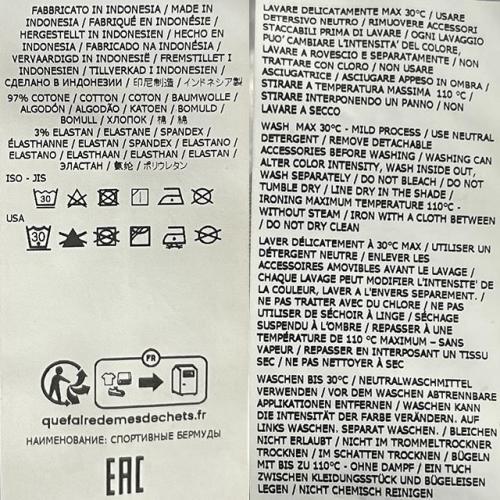 FABBRICATO IN INDONESIA / MADE IN
INDONESIA / FABRIQUÉ EN INDONÉSIE /
HERGESTELLT IN INDONESIEN / HECHO EN
INDONESIA / FABRICADO NA INDONÉSIA /
VERVAARDIGD IN INDONESIË / FREMSTILLET I
INDONESIEN / TILLVERKAD I INDONESIEN /
СДЕЛАНО В ИНДОНЕЗИИ / 印尼制造 / インドネシア製
97% COTONE / COTTON / COTON / BAUMWOLLE /
ALGODÓN / ALGODÃO / KATOEN / BOMULD /
BOMULL / ХЛОПОК / 棉 / 綿
3% ELASTAN / ELASTANE / SPANDEX /
ÉLASTHANNE / ELASTAN / SPANDEX / ELASTANO /
ELASTANO / ELASTHAAN / ELASTHAN / ELASTAN /
ЭЛАСТАН / 氨纶 / ポリウレタン
ISO - JIS
30
USA
30
FR
quefairedemesdechets.fr
НАИМЕНОВАНИЕ: СПОРТИВНЫЕ БЕРМУДЫ
EAC
LAVARE DELICATAMENTE MAX 30°C / USARE
DETERSIVO NEUTRO / RIMUOVERE ACCESSORI
STACCABILI PRIMA DI LAVARE / OGNI LAVAGGIO
PUO' CAMBIARE L'INTENSITA' DEL COLORE,
LAVARE A ROVESCIO E SEPARATAMENTE / NON
TRATTARE CON CLORO / NON USARE
ASCIUGATRICE / ASCIUGARE APPESO IN OMBRA /
STIRARE A TEMPERATURA MASSIMA 110 °C /
STIRARE INTERPONENDO UN PANNO / NON
LAVARE A SECCO
WASH MAX 30°C - MILD PROCESS / USE NEUTRAL
DETERGENT / REMOVE DETACHABLE
ACCESSORIES BEFORE WASHING / WASHING CAN
ALTER COLOR INTENSITY, WASH INSIDE OUT,
WASH SEPARATELY / DO NOT BLEACH / DO NOT
TUMBLE DRY / LINE DRY IN THE SHADE /
IRONING MAXIMUM TEMPERATURE 110°C -
WITHOUT STEAM / IRON WITH A CLOTH BETWEEN
/ DO NOT DRY CLEAN
LAVER DÉLICATEMENT À 30°C MAX / UTILISER UN
DÉTERGENT NEUTRE / ENLEVER LES
ACCESSOIRES AMOVIBLES AVANT LE LAVAGE /
CHAQUE LAVAGE PEUT MODIFIER L'INTENSITE' DE
LA COULEUR, LAVER A L'ENVERS SEPAREMENT. /
NE PAS TRAITER AVEC DU CHLORE / NE PAS
UTILISER DE SÉCHOIR À LINGE / SÉCHAGE
SUSPENDU À L'OMBRE / REPASSER À UNE
TEMPÉRATURE DE 110 °C MAXIMUM – SANS
VAPEUR / REPASSER EN INTERPOSANT UN TISSU
SEC / NE PAS NETTOYER À SEC
WASCHEN BIS 30°C / NEUTRALWASCHMITTEL
VERWENDEN / VOR DEM WASCHEN ABTRENNBARE
APPLIKATIONEN ENTFERNEN / WASCHEN KANN
DIE INTENSITÄT DER FARBE VERÄNDERN. AUF
LINKS WASCHEN. SEPARAT WASCHEN. / BLEICHEN
NICHT ERLAUBT / NICHT IM TROMMELTROCKNER
TROCKNEN / IM SCHATTEN TROCKNEN / BÜGELN
MIT BIS ZU 110°C - OHNE DAMPF / EIN TUCH
ZWISCHEN KLEIDUNGSSTÜCK UND BÜGELEISEN
LEGEN / NICHT CHEMISCH REINIGEN